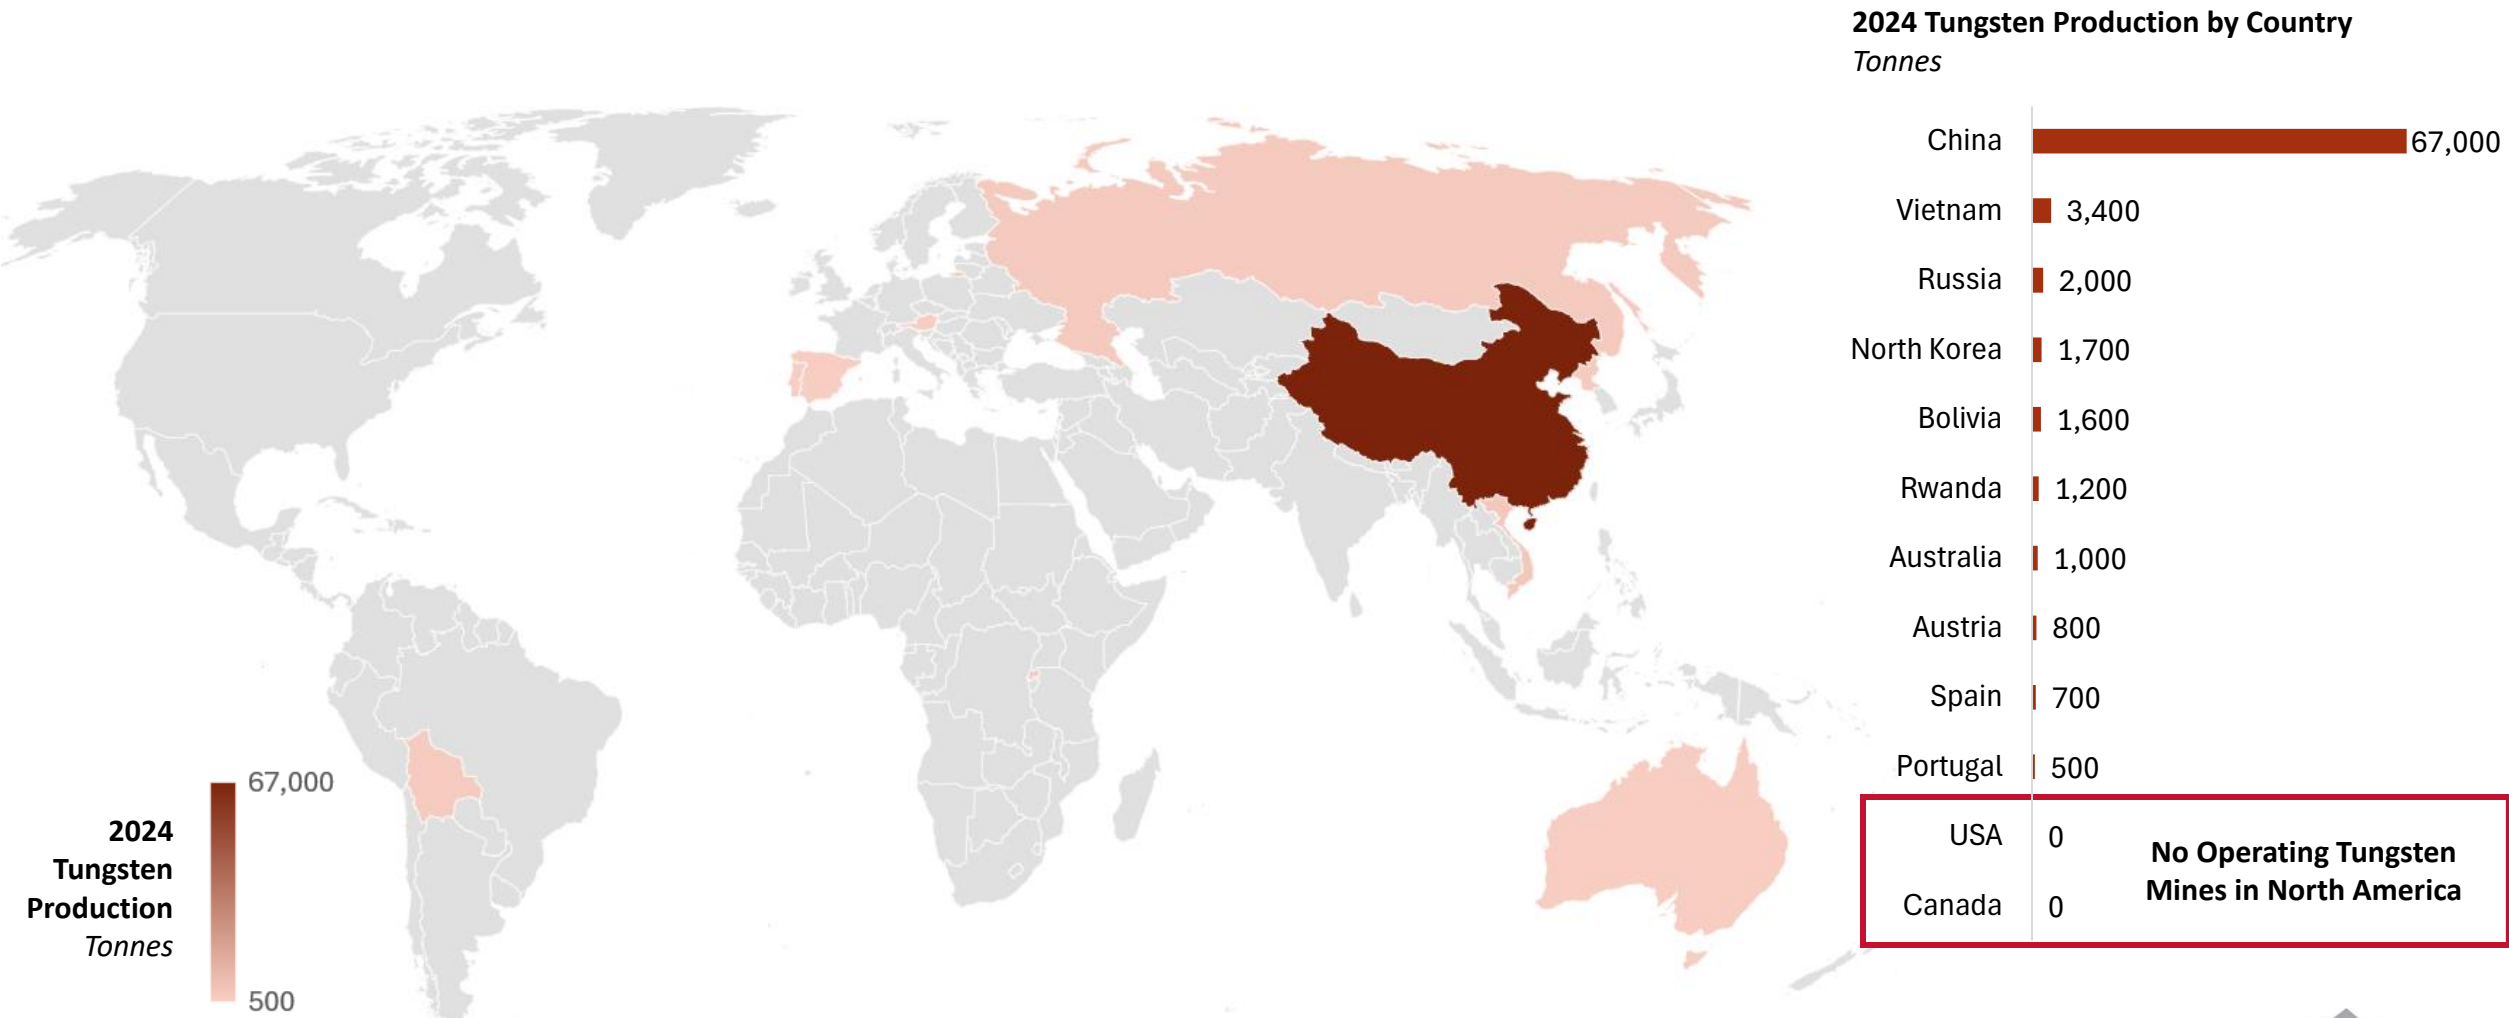 2024 Tungsten Production by Country
Tonnes
China 67,000
Vietnam 3,400
Russia 2,000
North Korea 1,700
Bolivia 1,600
Rwanda 1,200
Australia 1,000
Austria 800
Spain 700
Portugal 500
USA 0
Canada 0
No Operating Tungsten
Mines in North America
2024
Tungsten
Production
Tonnes
67,000
500